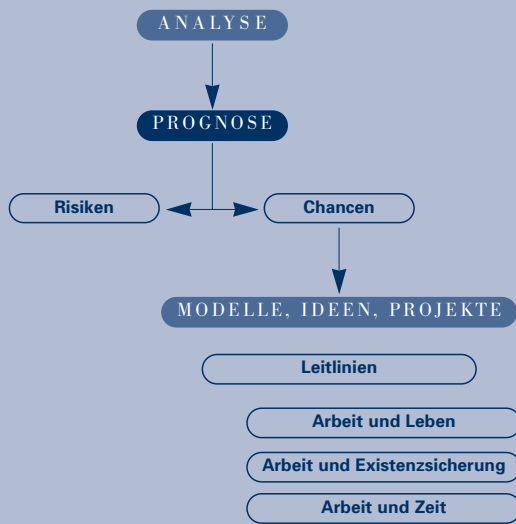 ANALYSE
PROGNOSE
Risiken
Chancen
MODELLE, IDEEN, PROJEKTE
Leitlinien
Arbeit und Leben
Arbeit und Existenzsicherung
Arbeit und Zeit